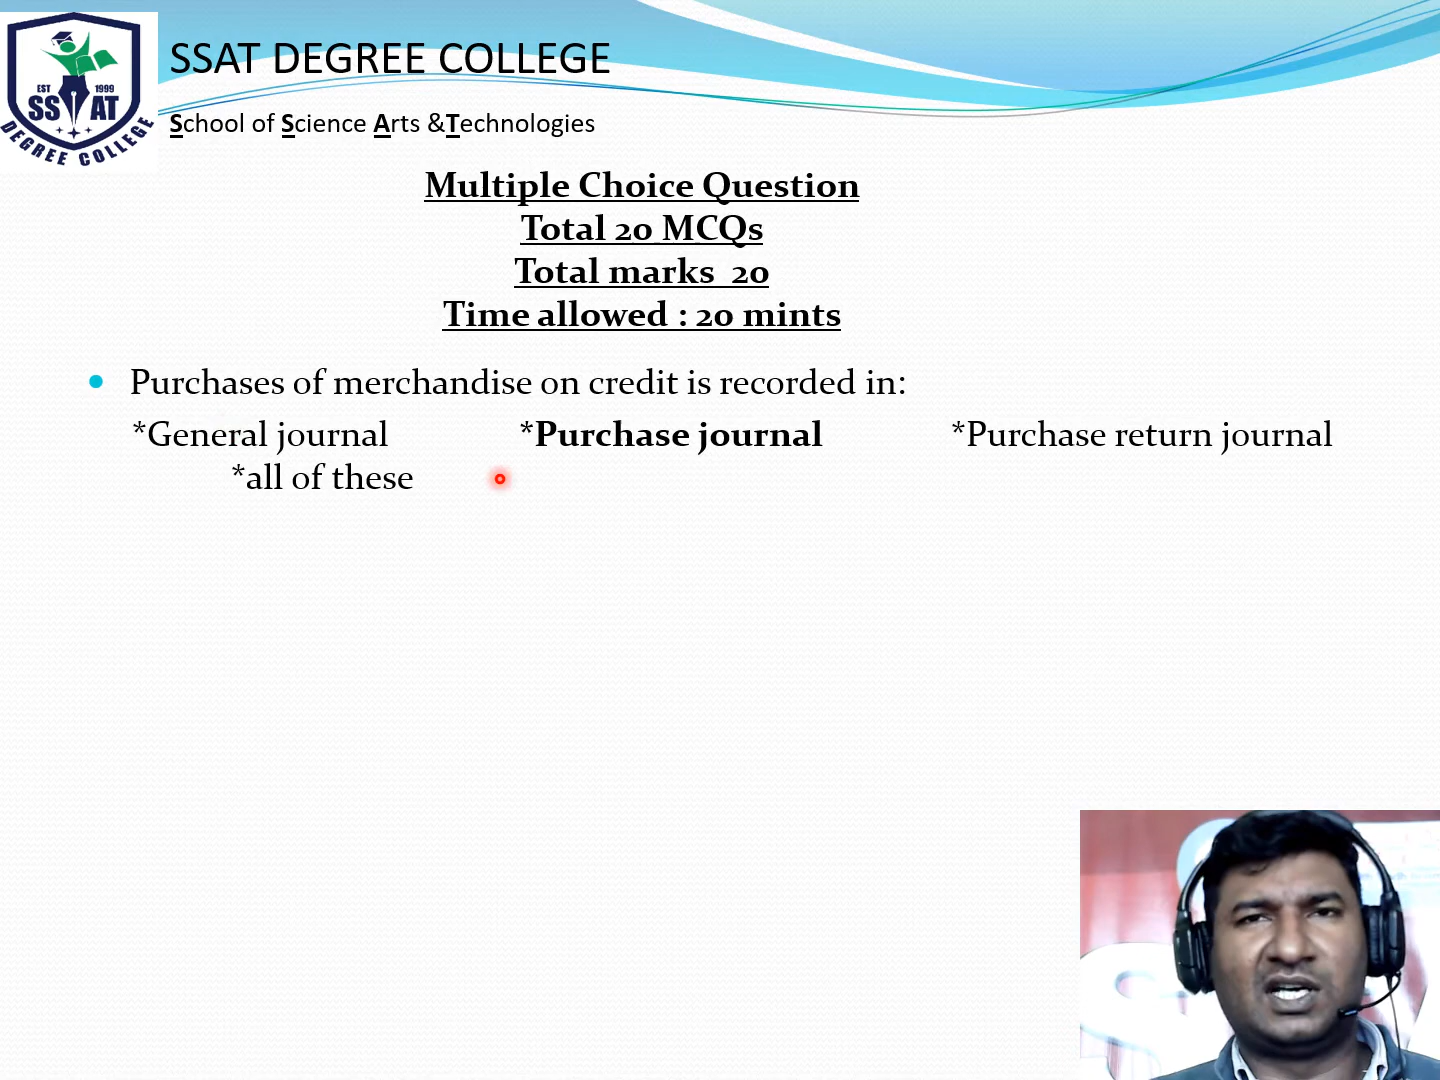 SSAT DEGREE COLLEGE
EST 1999
SS AT
DEGREE COLLEGE
School of Science Arts &Technologies
Multiple Choice Question
Total 20 MCQs
Total marks 20
Time allowed : 20 mints
Purchases of merchandise on credit is recorded in:
*General journal *Purchase journal *Purchase return journal
*all of these